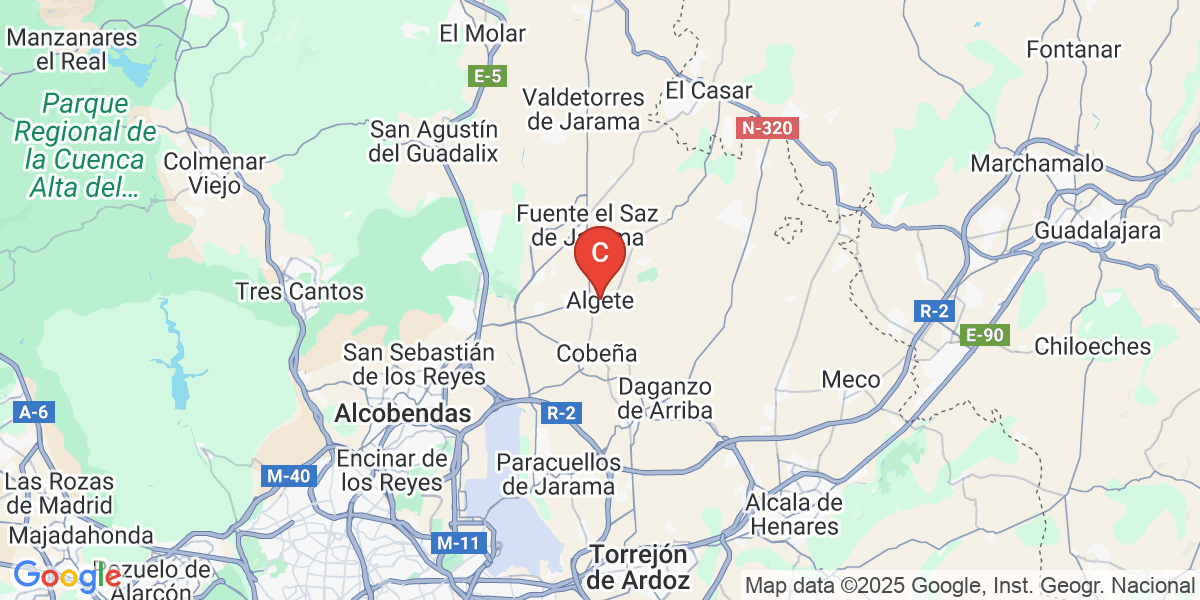 El Molar
Manzanares
el Real
Fontanar
E-5
El Casar
Valdetorres
de Jarama
Parque
Regional de
la Cuenca
Alta del...
San Agustín
del Guadalix
N-320
Colmenar
Viejo
Marchamalo
Fuente el Saz
de Jarama
Guadalajara
C
Tres Cantos
Algete
R-2
E-90
San Sebastián
de los Reyes
Cobeña
Chiloeches
Daganzo
de Arriba
Meco
A-6
Alcobendas
R-2
Encinar de
los Reyes
Paracuellos
de Jarama
M-40
Las Rozas
de Madrid
Alcala de
Henares
Majadahonda
M-11
Torrejón
de Ardoz
Pozuelo de
Alarcón
Google
Map data ©2025 Google, Inst. Geogr. Nacional